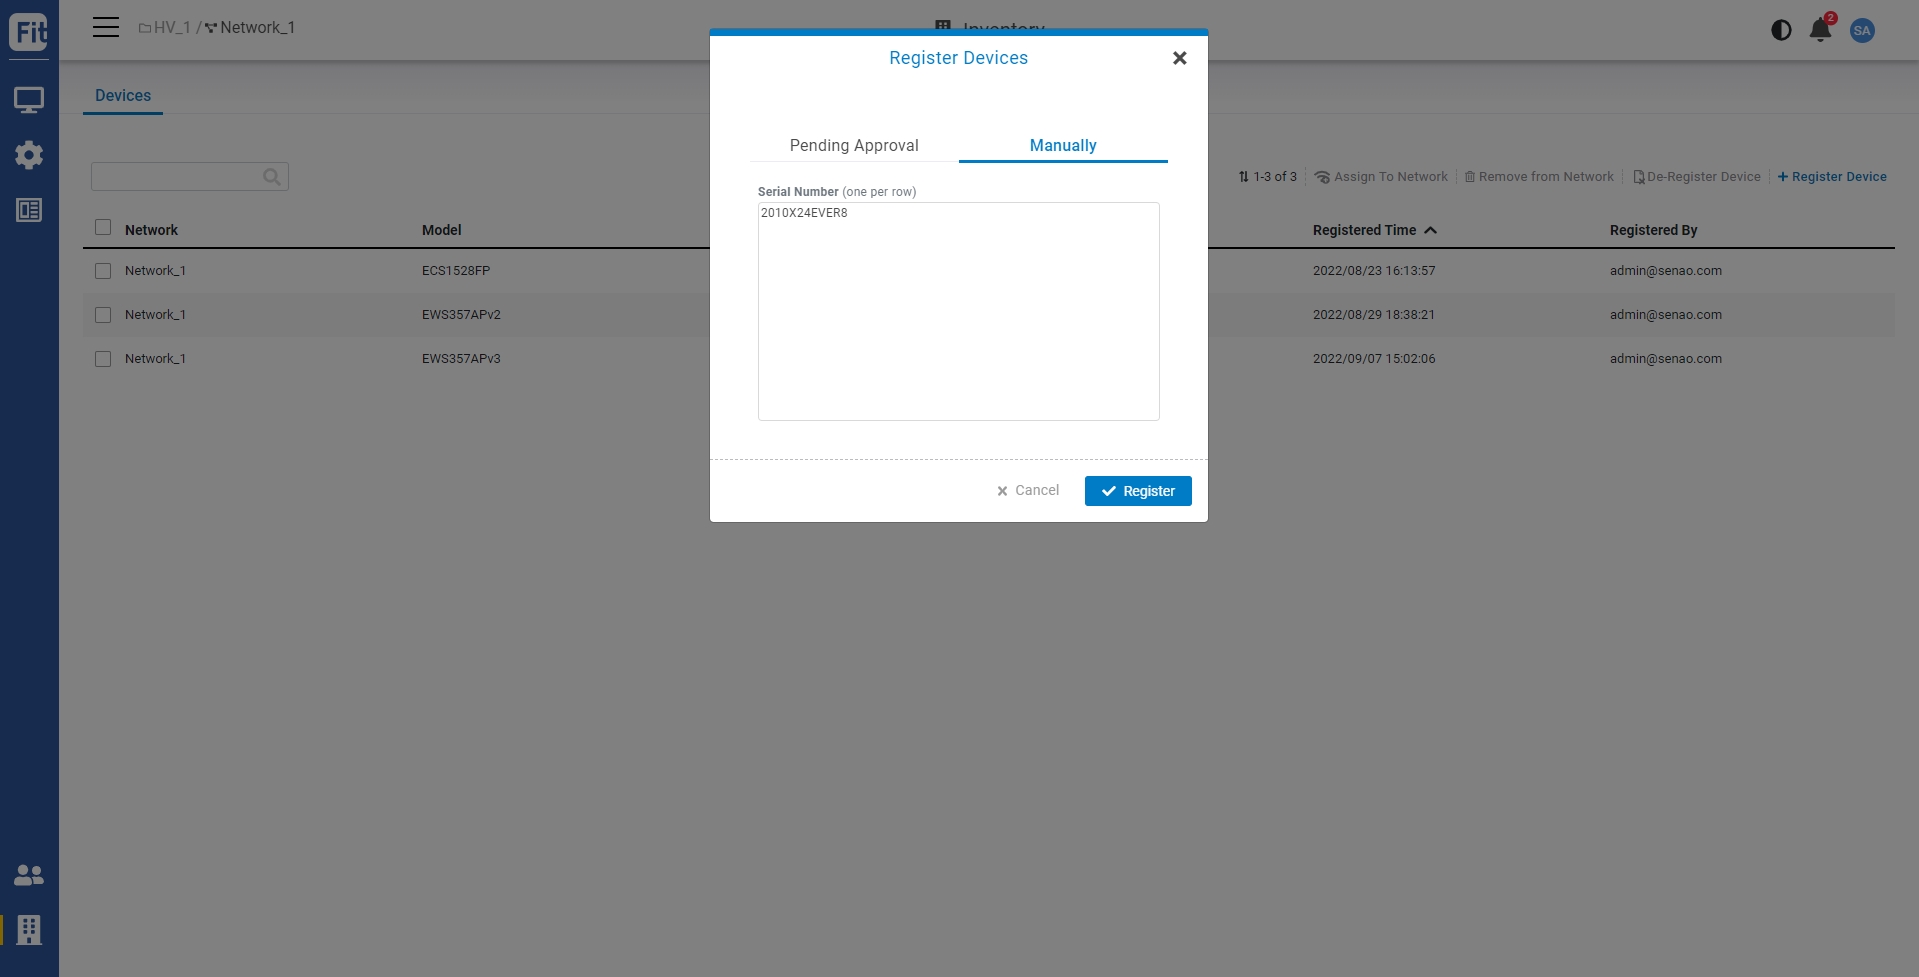 Fit
HV_1 / Network_1
Inventory
2
SA
Register Devices
Devices
Pending Approval
Manually
1-3 of 3
Assign To Network
Remove from Network
De-Register Device
Register Device
Serial Number (one per row)
2010X24EVER8
Network Model Registered Time Registered By
Network_1 ECS1528FP 2022/08/23 16:13:57 admin@senao.com
Network_1 EWS357APv2 2022/08/29 18:38:21 admin@senao.com
Network_1 EWS357APv3 2022/09/07 15:02:06 admin@senao.com
Cancel
Register